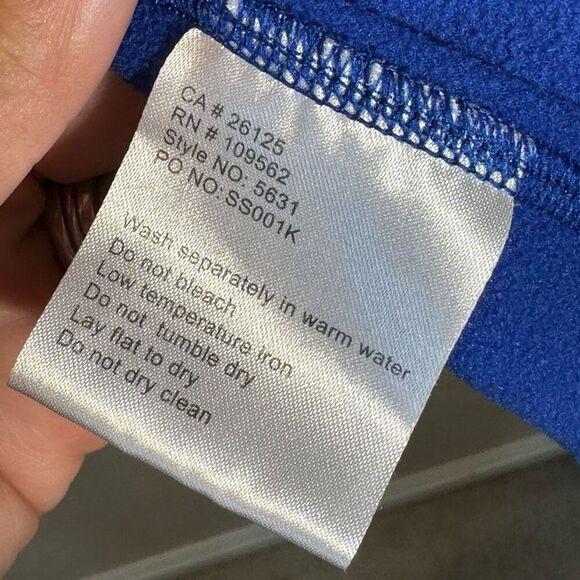 CA # 26125
RN # 109562
Style NO: 5631
PO NO: SS001K
Wash separately in warm water
Do not bleach
Low temperature iron
Do not tumble dry
Lay flat to dry
Do not dry clean